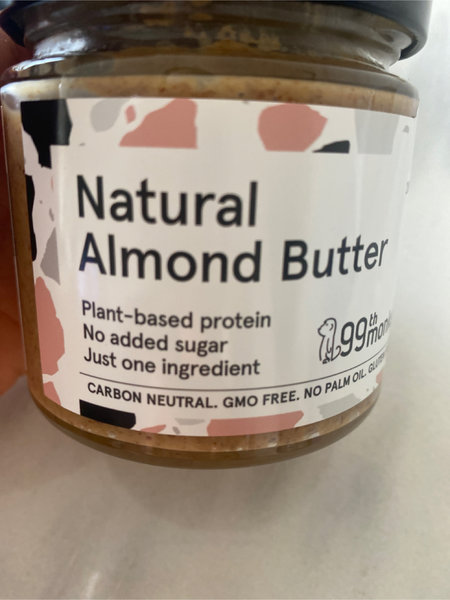 Natural
Almond Butter
Plant-based protein
No added sugar
Just one ingredient
99th
CARBON NEUTRAL. GMO FREE. NO PALM OIL.